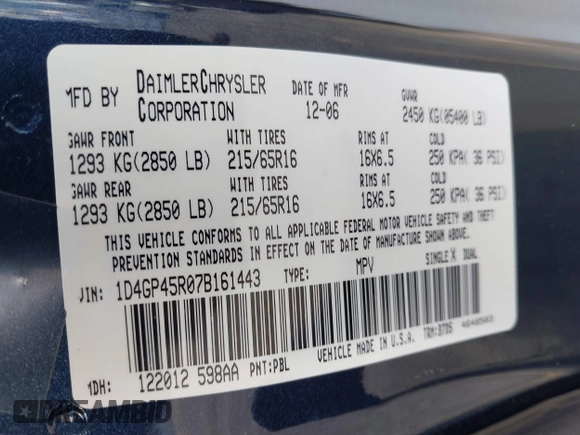 MFD BY DAIMLERCHRYSLER CORPORATION DATE OF MFR 12-06 GVWR 2450 KG(05400 LB)
GAWR FRONT WITH TIRES RIMS AT COLD
1293 KG(2850 LB) 215/65R16 16X6.5 250 KPA( 36 PSI)
GAWR REAR WITH TIRES RIMS AT COLD
1293 KG(2850 LB) 215/65R16 16X6.5 250 KPA( 36 PSI)
THIS VEHICLE CONFORMS TO ALL APPLICABLE FEDERAL MOTOR VEHICLE SAFETY AND THEFT
PREVENTION STANDARDS IN EFFECT ON THE DATE OF MANUFACTURE SHOWN ABOVE.
VIN: 1D4GP45R07B161443 TYPE: MPV SINGLE X DUAL
MDH: 122012 598AA PNT:PBL VEHICLE MADE IN U.S.A.
DREAMBID